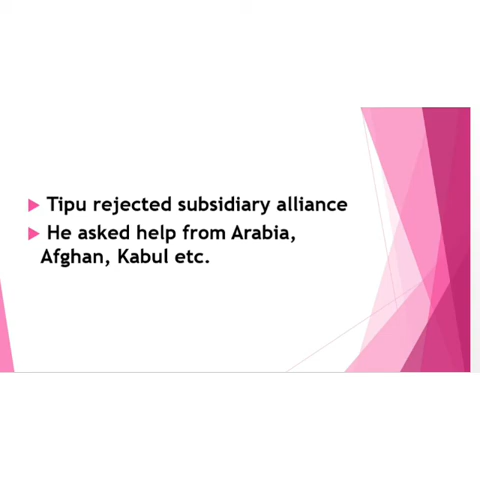 Tipu rejected subsidiary alliance
He asked help from Arabia,
Afghan, Kabul etc.